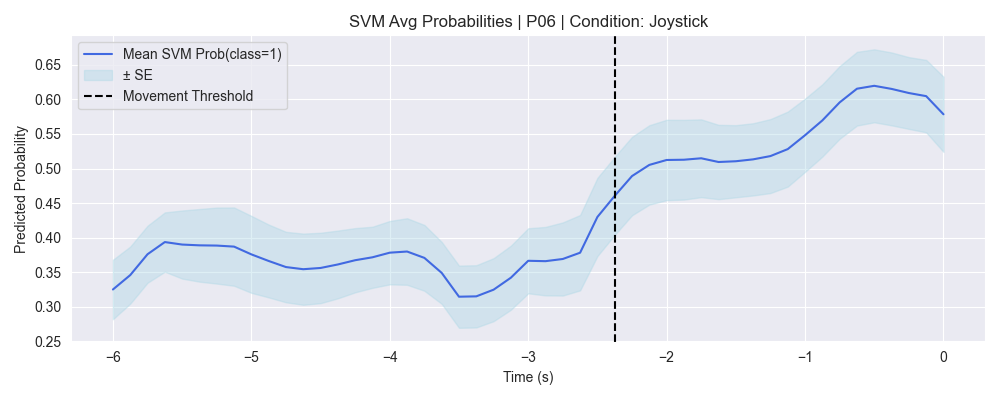 SVM Avg Probabilities | P06 | Condition: Joystick
Mean SVM Prob(class=1)
± SE
Movement Threshold
Predicted Probability
0.65
0.60
0.55
0.50
0.45
0.40
0.35
0.30
0.25
−6
−5
−4
−3
−2
−1
0
Time (s)